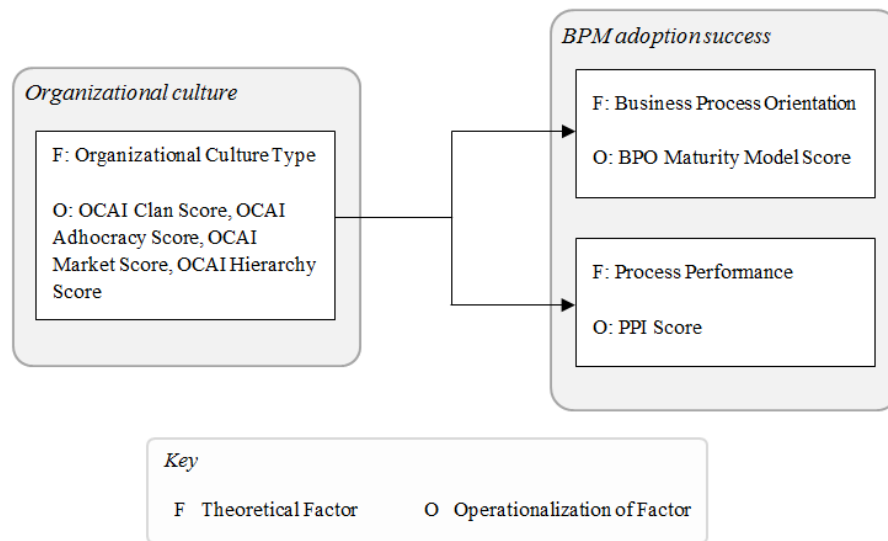 Organizational culture
F: Organizational Culture Type
O: OCAI Clan Score, OCAI
Adhocracy Score, OCAI
Market Score, OCAI Hierarchy
Score
BPM adoption success
F: Business Process Orientation
O: BPO Maturity Model Score
F: Process Performance
O: PPI Score
Key
F Theoretical Factor
O Operationalization of Factor